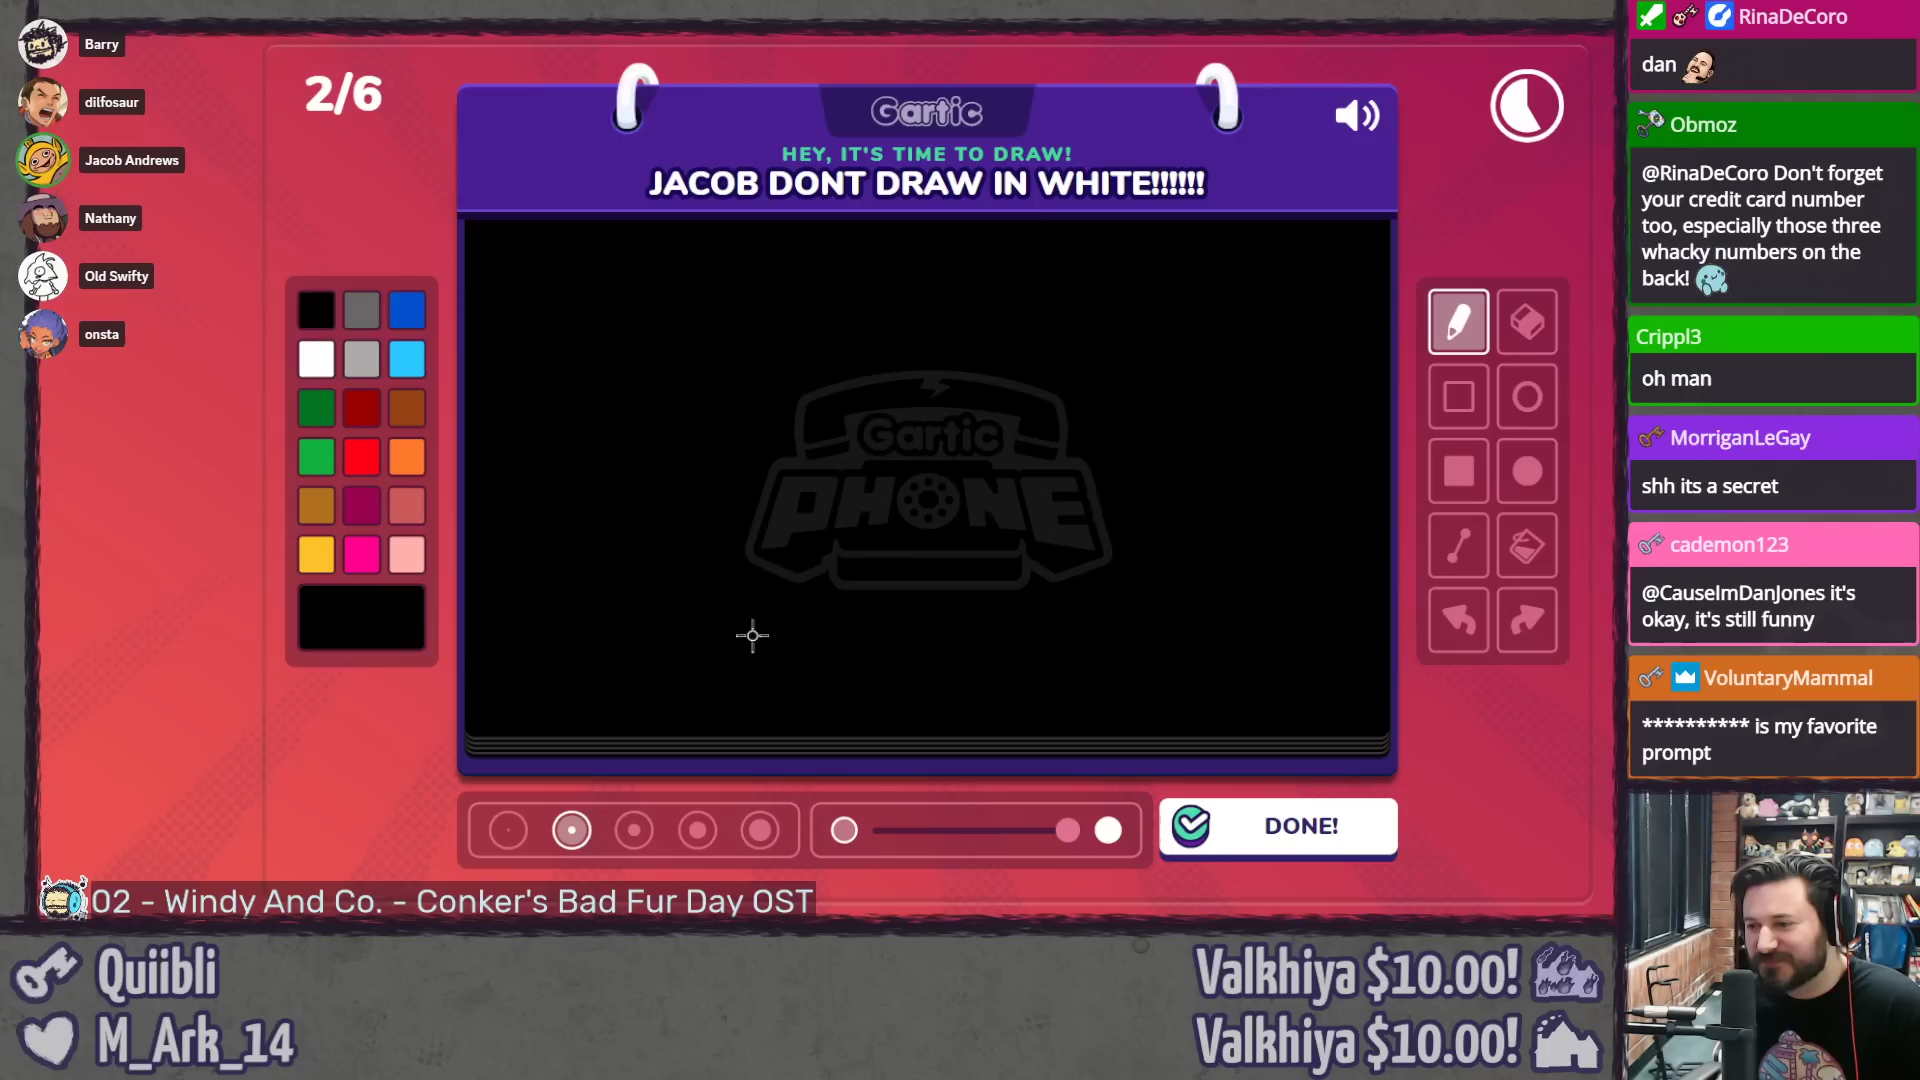 Barry
dilfosaur
Jacob Andrews
Nathany
Old Swifty
onsta
2/6
Gartic
HEY, IT'S TIME TO DRAW!
JACOB DONT DRAW IN WHITE!!!!!!
Gartic
PHONE
DONE!
02 - Windy And Co. - Conker's Bad Fur Day OST
Quiibli
M_Ark_14
Valkhiya $10.00!
Valkhiya $10.00!
RinaDeCoro
dan
Obmoz
@RinaDeCoro Don't forget
your credit card number
too, especially those three
whacky numbers on the
back!
Crippl3
oh man
MorriganLeGay
shh its a secret
cademon123
@CauseImDanJones it's
okay, it's still funny
VoluntaryMammal
********** is my favorite
prompt